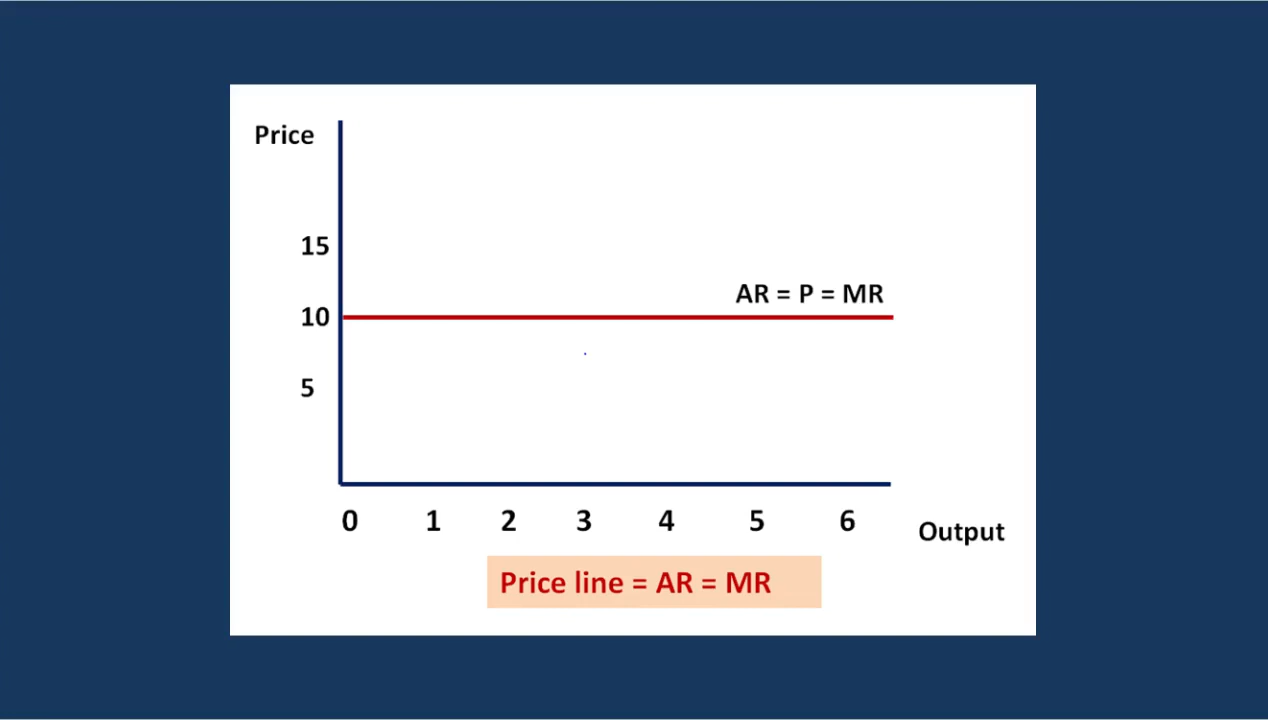 Price
15
AR = P = MR
10
5
0 1 2 3 4 5 6
Output
Price line = AR = MR